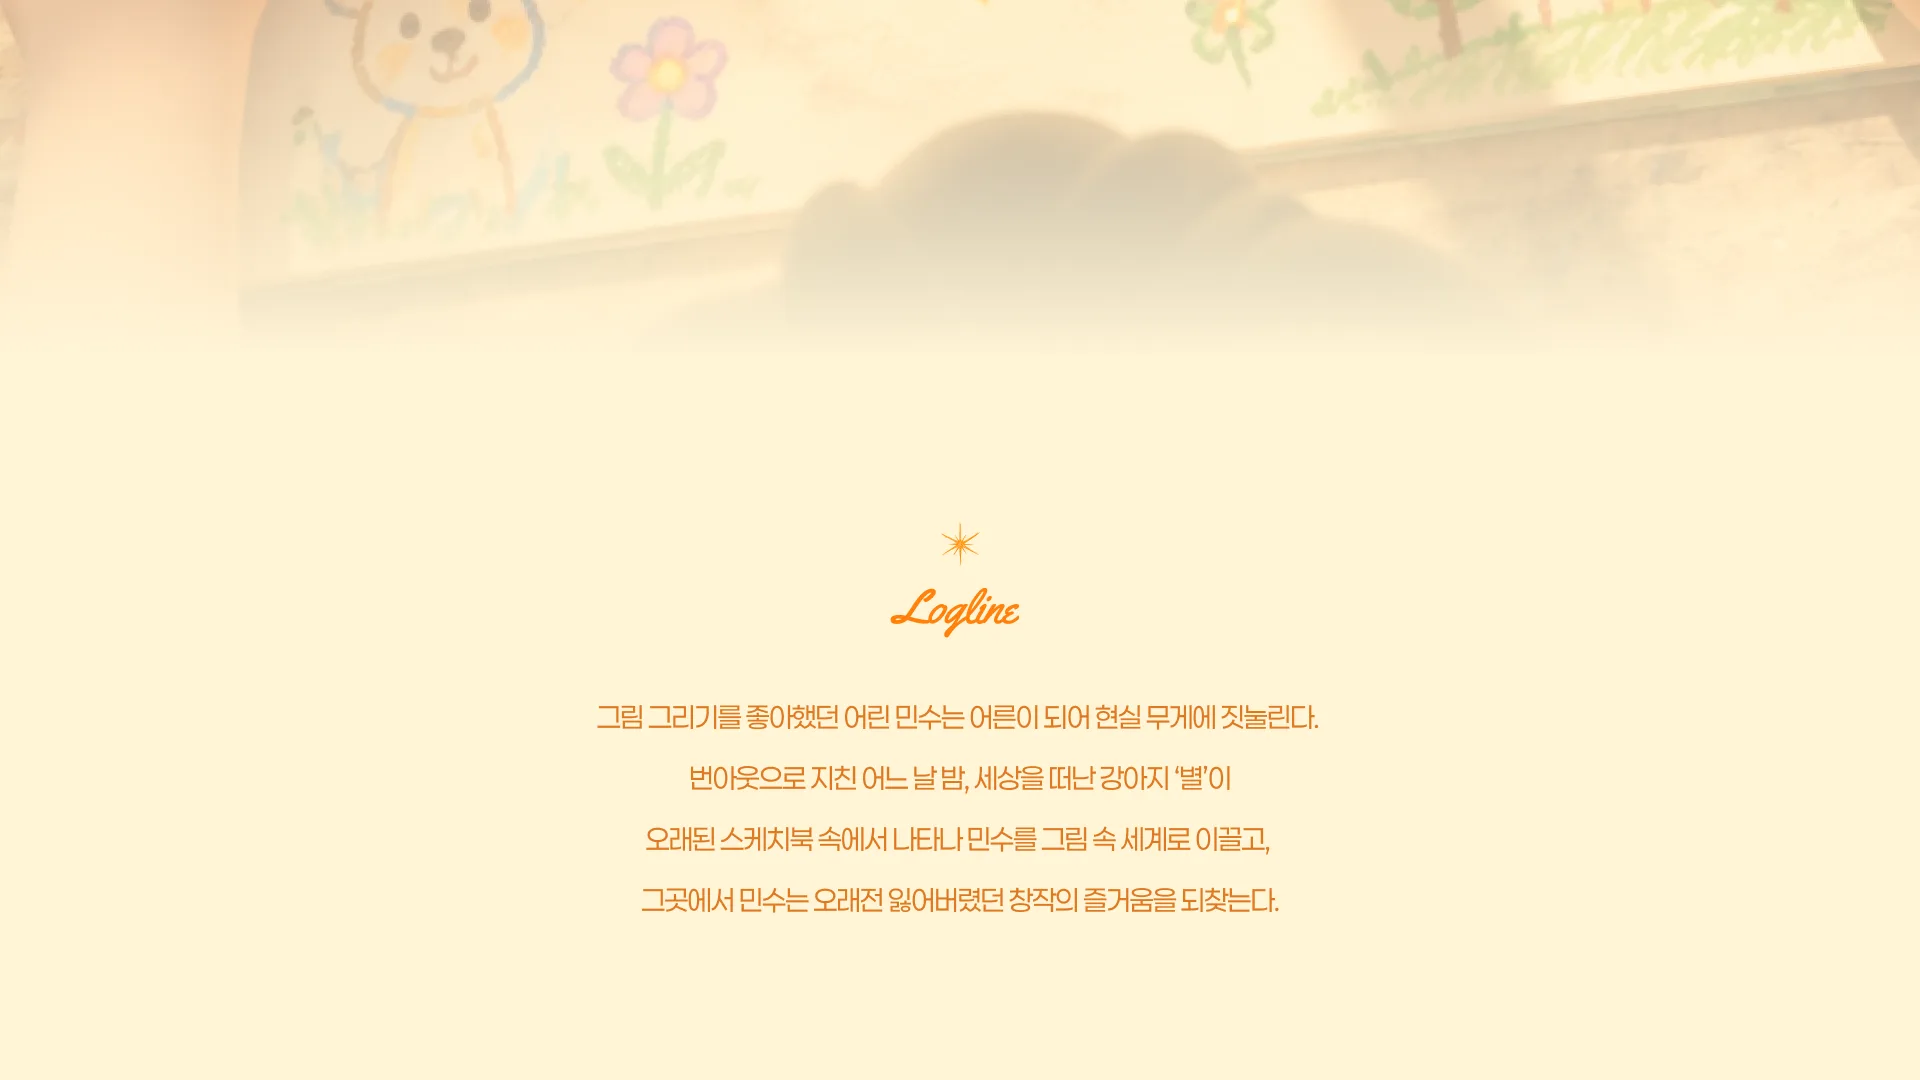 Logline
그림 그리기를 좋아했던 어린 민수는 어른이 되어 현실 무게에 짓눌린다.
번아웃으로 지친 어느 날 밤, 세상을 떠난 강아지 ‘별’이
오래된 스케치북 속에서 나타나 민수를 그림 속 세계로 이끌고,
그곳에서 민수는 오래전 잃어버렸던 창작의 즐거움을 되찾는다.